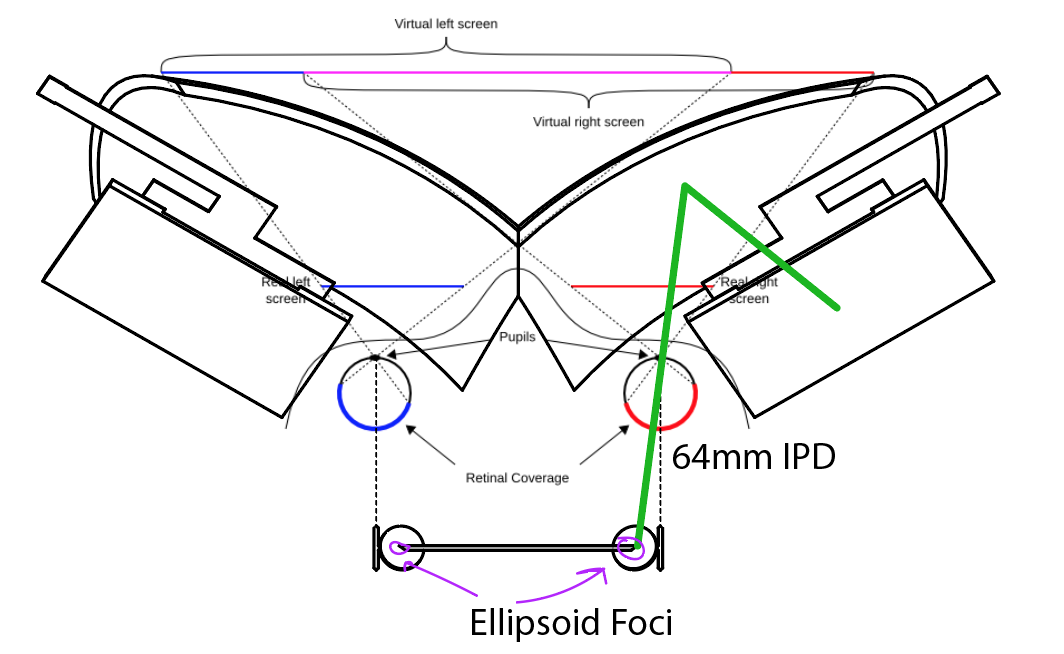 Virtual left screen
Virtual right screen
Real left
screen
Real right
screen
Pupils
64mm IPD
Retinal Coverage
Ellipsoid Foci